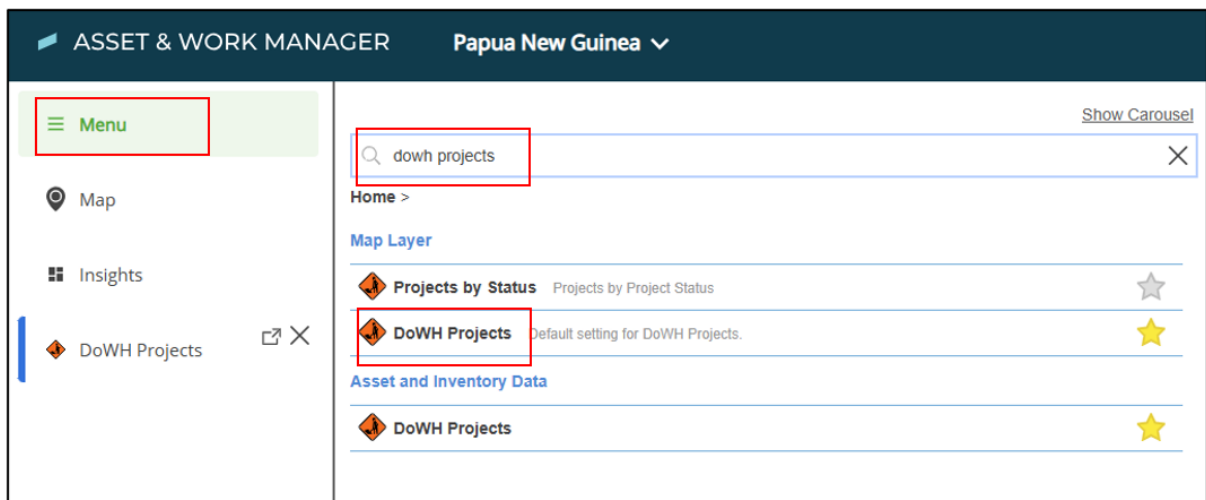 ASSET & WORK MANAGER Papua New Guinea
Menu
Map
Insights
DoWH Projects
Show Carousel
dowh projects
Home >
Map Layer
Projects by Status Projects by Project Status
DoWH Projects Default setting for DoWH Projects.
Asset and Inventory Data
DoWH Projects